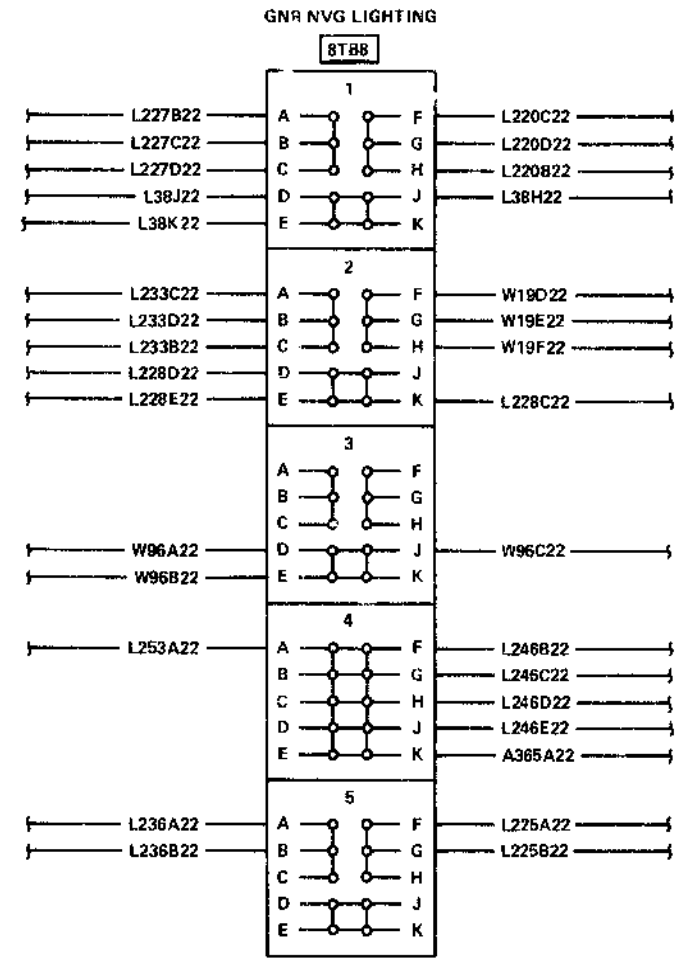 GNR NVG LIGHTING
8TB8
1
L227B22 A F L220C22
L227C22 B G L220D22
L227D22 C H L220B22
L38J22 D J L38H22
L38K22 E K
2
L233C22 A F W19D22
L233D22 B G W19E22
L233B22 C H W19F22
L228D22 D J
L228E22 E K L228C22
3
A F
B G
C H
W96A22 D J W96C22
W96B22 E K
4
L253A22 A F L246B22
B G L246C22
C H L246D22
D J L246E22
E K A365A22
5
L236A22 A F L225A22
L236B22 B G L225B22
C H
D J
E K